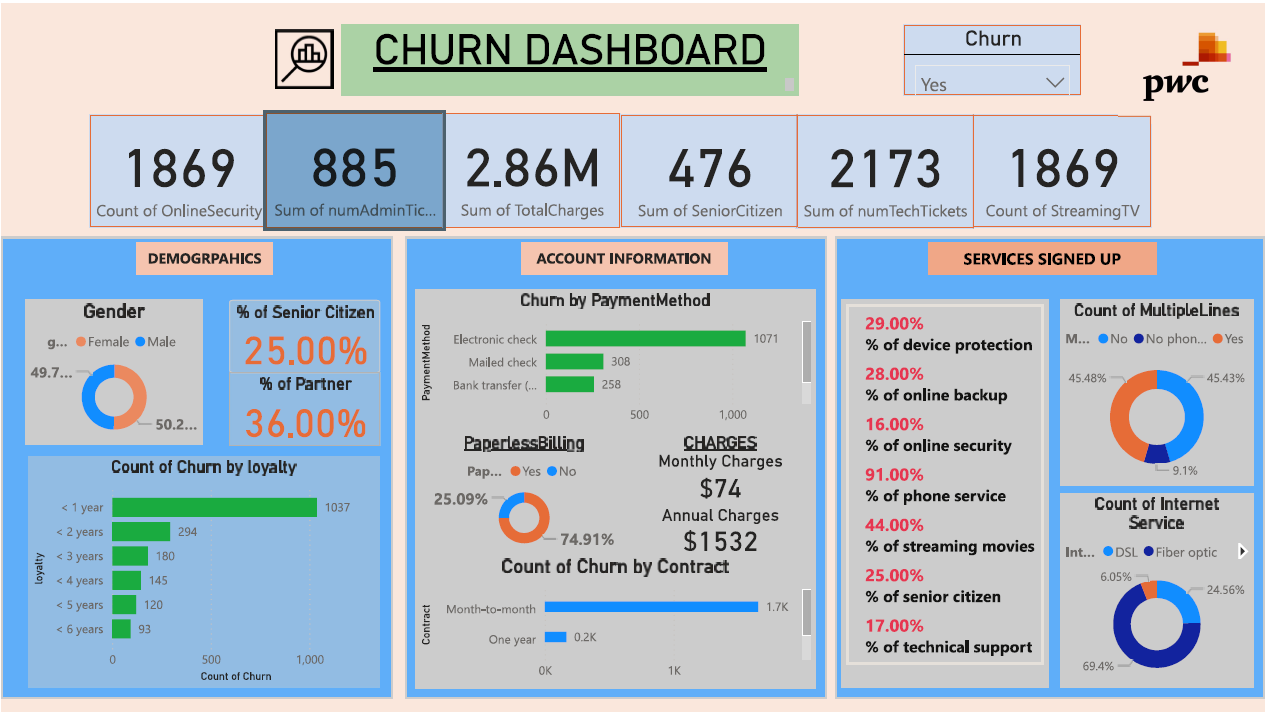 CHURN DASHBOARD
Churn
Yes
pwc
1869
Count of OnlineSecurity
885
Sum of numAdminTic...
2.86M
Sum of TotalCharges
476
Sum of SeniorCitizen
2173
Sum of numTechTickets
1869
Count of StreamingTV
DEMOGRPAHICS
Gender
g... Female Male
49.7...
50.2...
% of Senior Citizen
25.00%
% of Partner
36.00%
Count of Churn by loyalty
loyalty
< 1 year 1037
< 2 years 294
< 3 years 180
< 4 years 145
< 5 years 120
< 6 years 93
0 500 1,000
Count of Churn
ACCOUNT INFORMATION
Churn by PaymentMethod
PaymentMethod
Electronic check 1071
Mailed check 308
Bank transfer (... 258
0 500 1,000
PaperlessBilling
Pap... Yes No
25.09%
74.91%
CHARGES
Monthly Charges
$74
Annual Charges
$1532
Count of Churn by Contract
Contract
Month-to-month 1.7K
One year 0.2K
0K 1K
SERVICES SIGNED UP
29.00%
% of device protection
28.00%
% of online backup
16.00%
% of online security
91.00%
% of phone service
44.00%
% of streaming movies
25.00%
% of senior citizen
17.00%
% of technical support
Count of MultipleLines
M... No No phon... Yes
45.48% 45.43%
9.1%
Count of Internet
Service
Int... DSL Fiber optic
6.05%
24.56%
69.4%